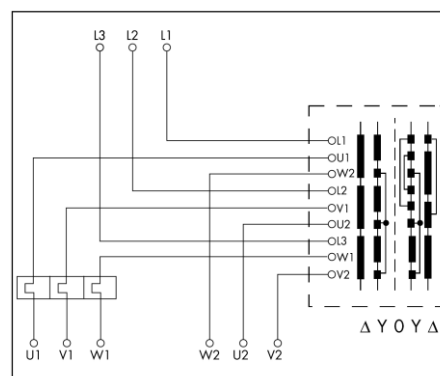 L3 L2 L1
L1
U1
W2
L2
V1
U2
L3
W1
V2
Δ Y 0 Y Δ
U1 V1 W1 W2 U2 V2